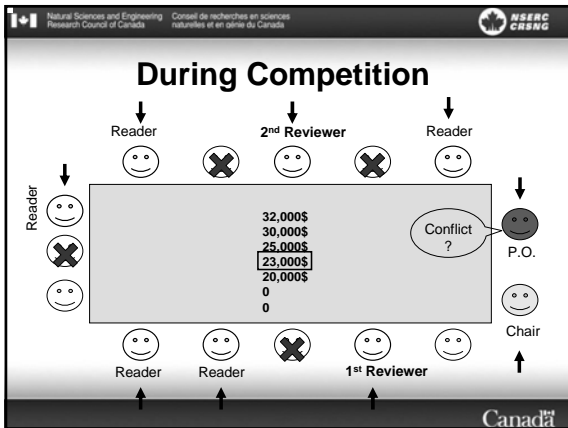 Natural Sciences and Engineering
Research Council of Canada
Conseil de recherches en sciences
naturelles et en génie du Canada
NSERC
CRSNG
During Competition
Reader
2nd Reviewer
Reader
Reader
32,000$
30,000$
25,000$
23,000$
20,000$
0
0
Conflict
?
P.O.
Chair
Reader
Reader
1st Reviewer
Canada